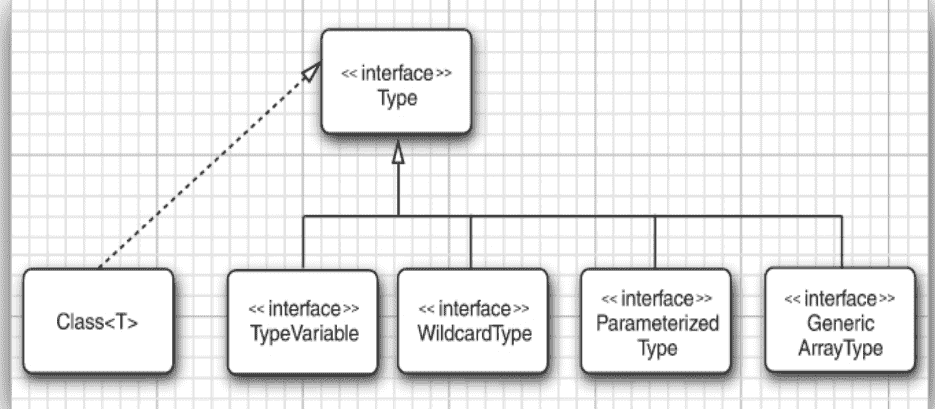 << interface >>
Type
Class<T>
<< interface >>
TypeVariable
<< interface >>
WildcardType
<< interface >>
Parameterized
Type
<< interface >>
Generic
ArrayType